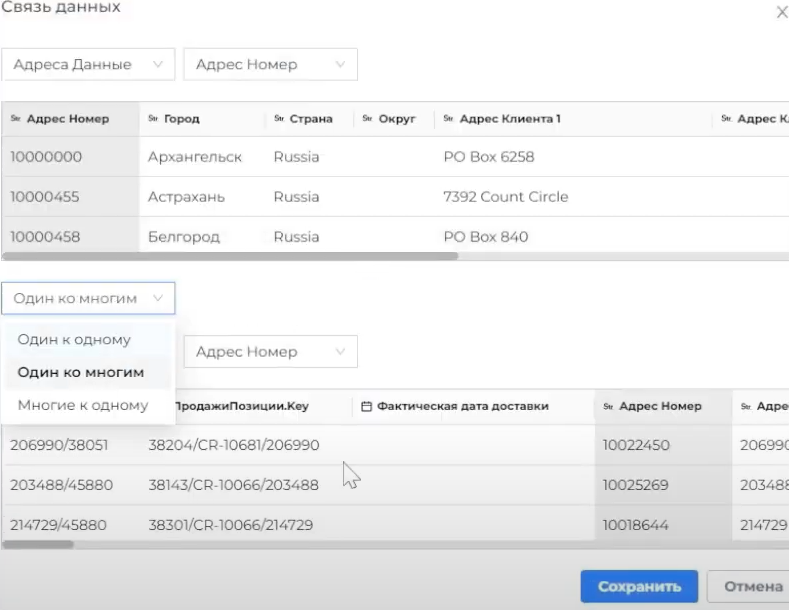 Связь данных
Адреса Данные Адрес Номер
Str Адрес Номер Str Город Str Страна Str Округ Str Адрес Клиента 1 Str Адрес К
10000000 Архангельск Russia PO Box 6258
10000455 Астрахань Russia 7392 Count Circle
10000458 Белгород Russia PO Box 840
Один ко многим
Один к одному
Один ко многим
Многие к одному
Адрес Номер
ПродажиПозиции.Key Фактическая дата доставки Str Адрес Номер Str Адре
206990/38051 38204/CR-10681/206990 10022450 20699
203488/45880 38143/CR-10066/203488 10025269 20348
214729/45880 38301/CR-10066/214729 10018644 214729
Сохранить Отмена